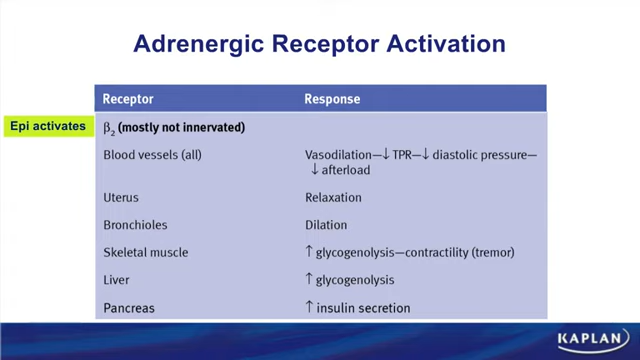 Adrenergic Receptor Activation
Receptor Response
Epi activates β₂ (mostly not innervated)
Blood vessels (all) Vasodilation—↓ TPR—↓ diastolic pressure—
↓ afterload
Uterus Relaxation
Bronchioles Dilation
Skeletal muscle ↑ glycogenolysis—contractility (tremor)
Liver ↑ glycogenolysis
Pancreas ↑ insulin secretion
KAPLAN